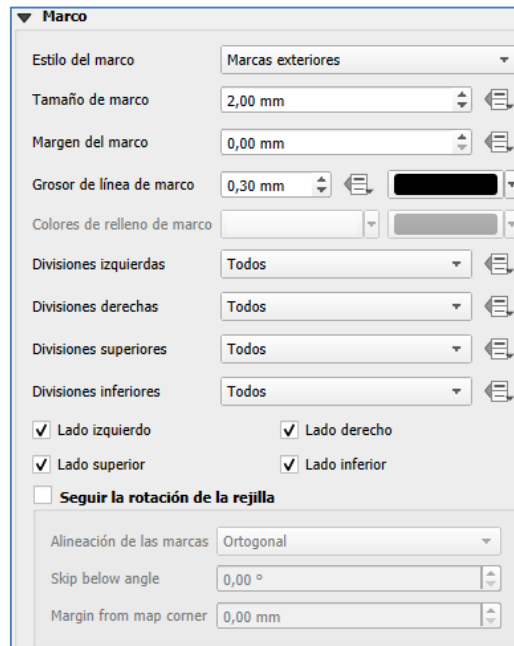 Marco
Estilo del marco Marcas exteriores
Tamaño de marco 2,00 mm
Margen del marco 0,00 mm
Grosor de línea de marco 0,30 mm
Colores de relleno de marco
Divisiones izquierdas Todos
Divisiones derechas Todos
Divisiones superiores Todos
Divisiones inferiores Todos
Lado izquierdo Lado derecho
Lado superior Lado inferior
Seguir la rotación de la rejilla
Alineación de las marcas Ortogonal
Skip below angle 0,00 °
Margin from map corner 0,00 mm